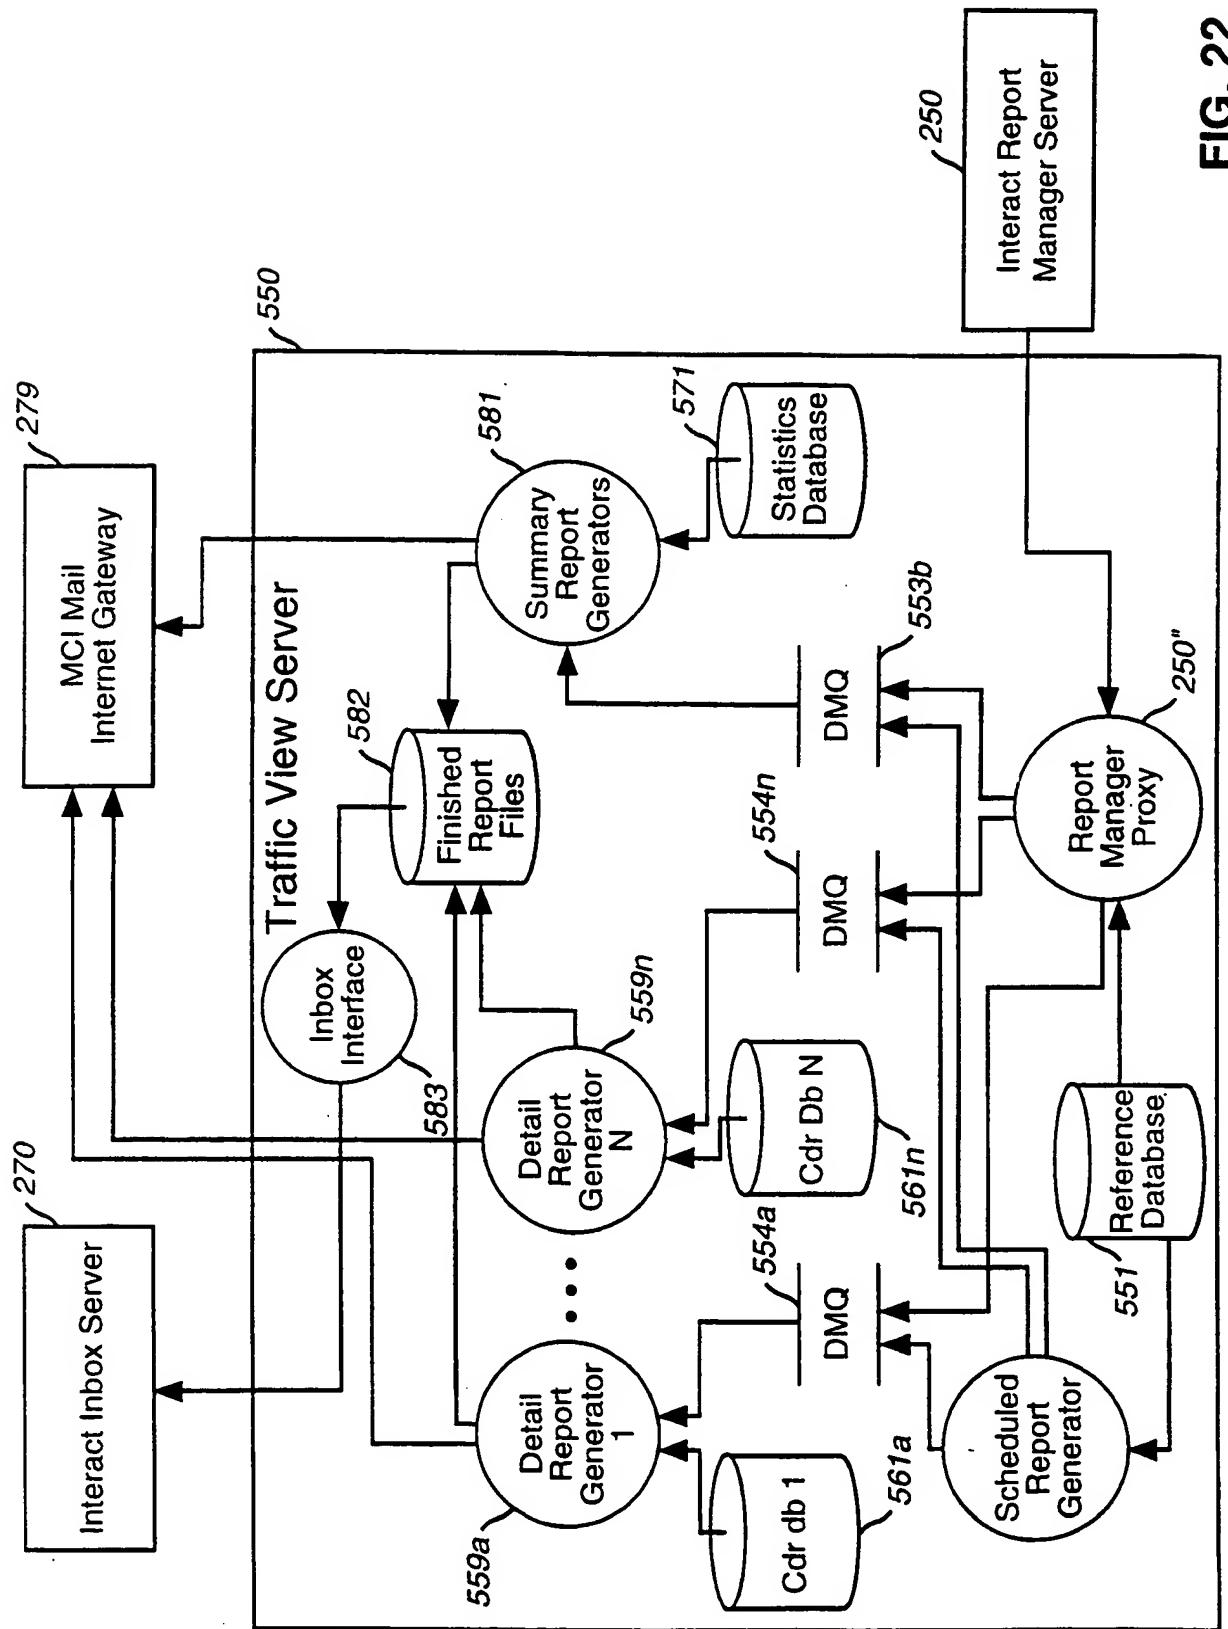 270
Interact Inbox Server
279
MCI Mail
Internet Gateway
550
Traffic View Server
Inbox
Interface
583
582
Finished
Report
Files
581
Summary
Report
Generators
571
Statistics
Database
559a
Detail
Report
Generator
1
559n
Detail
Report
Generator
N
Cdr db 1
561a
Cdr Db N
561n
554a
DMQ
554n
DMQ
553b
DMQ
Scheduled
Report
Generator
551
Reference
Database
Report
Manager
Proxy
250"
250
Interact Report
Manager Server
FIG. 22